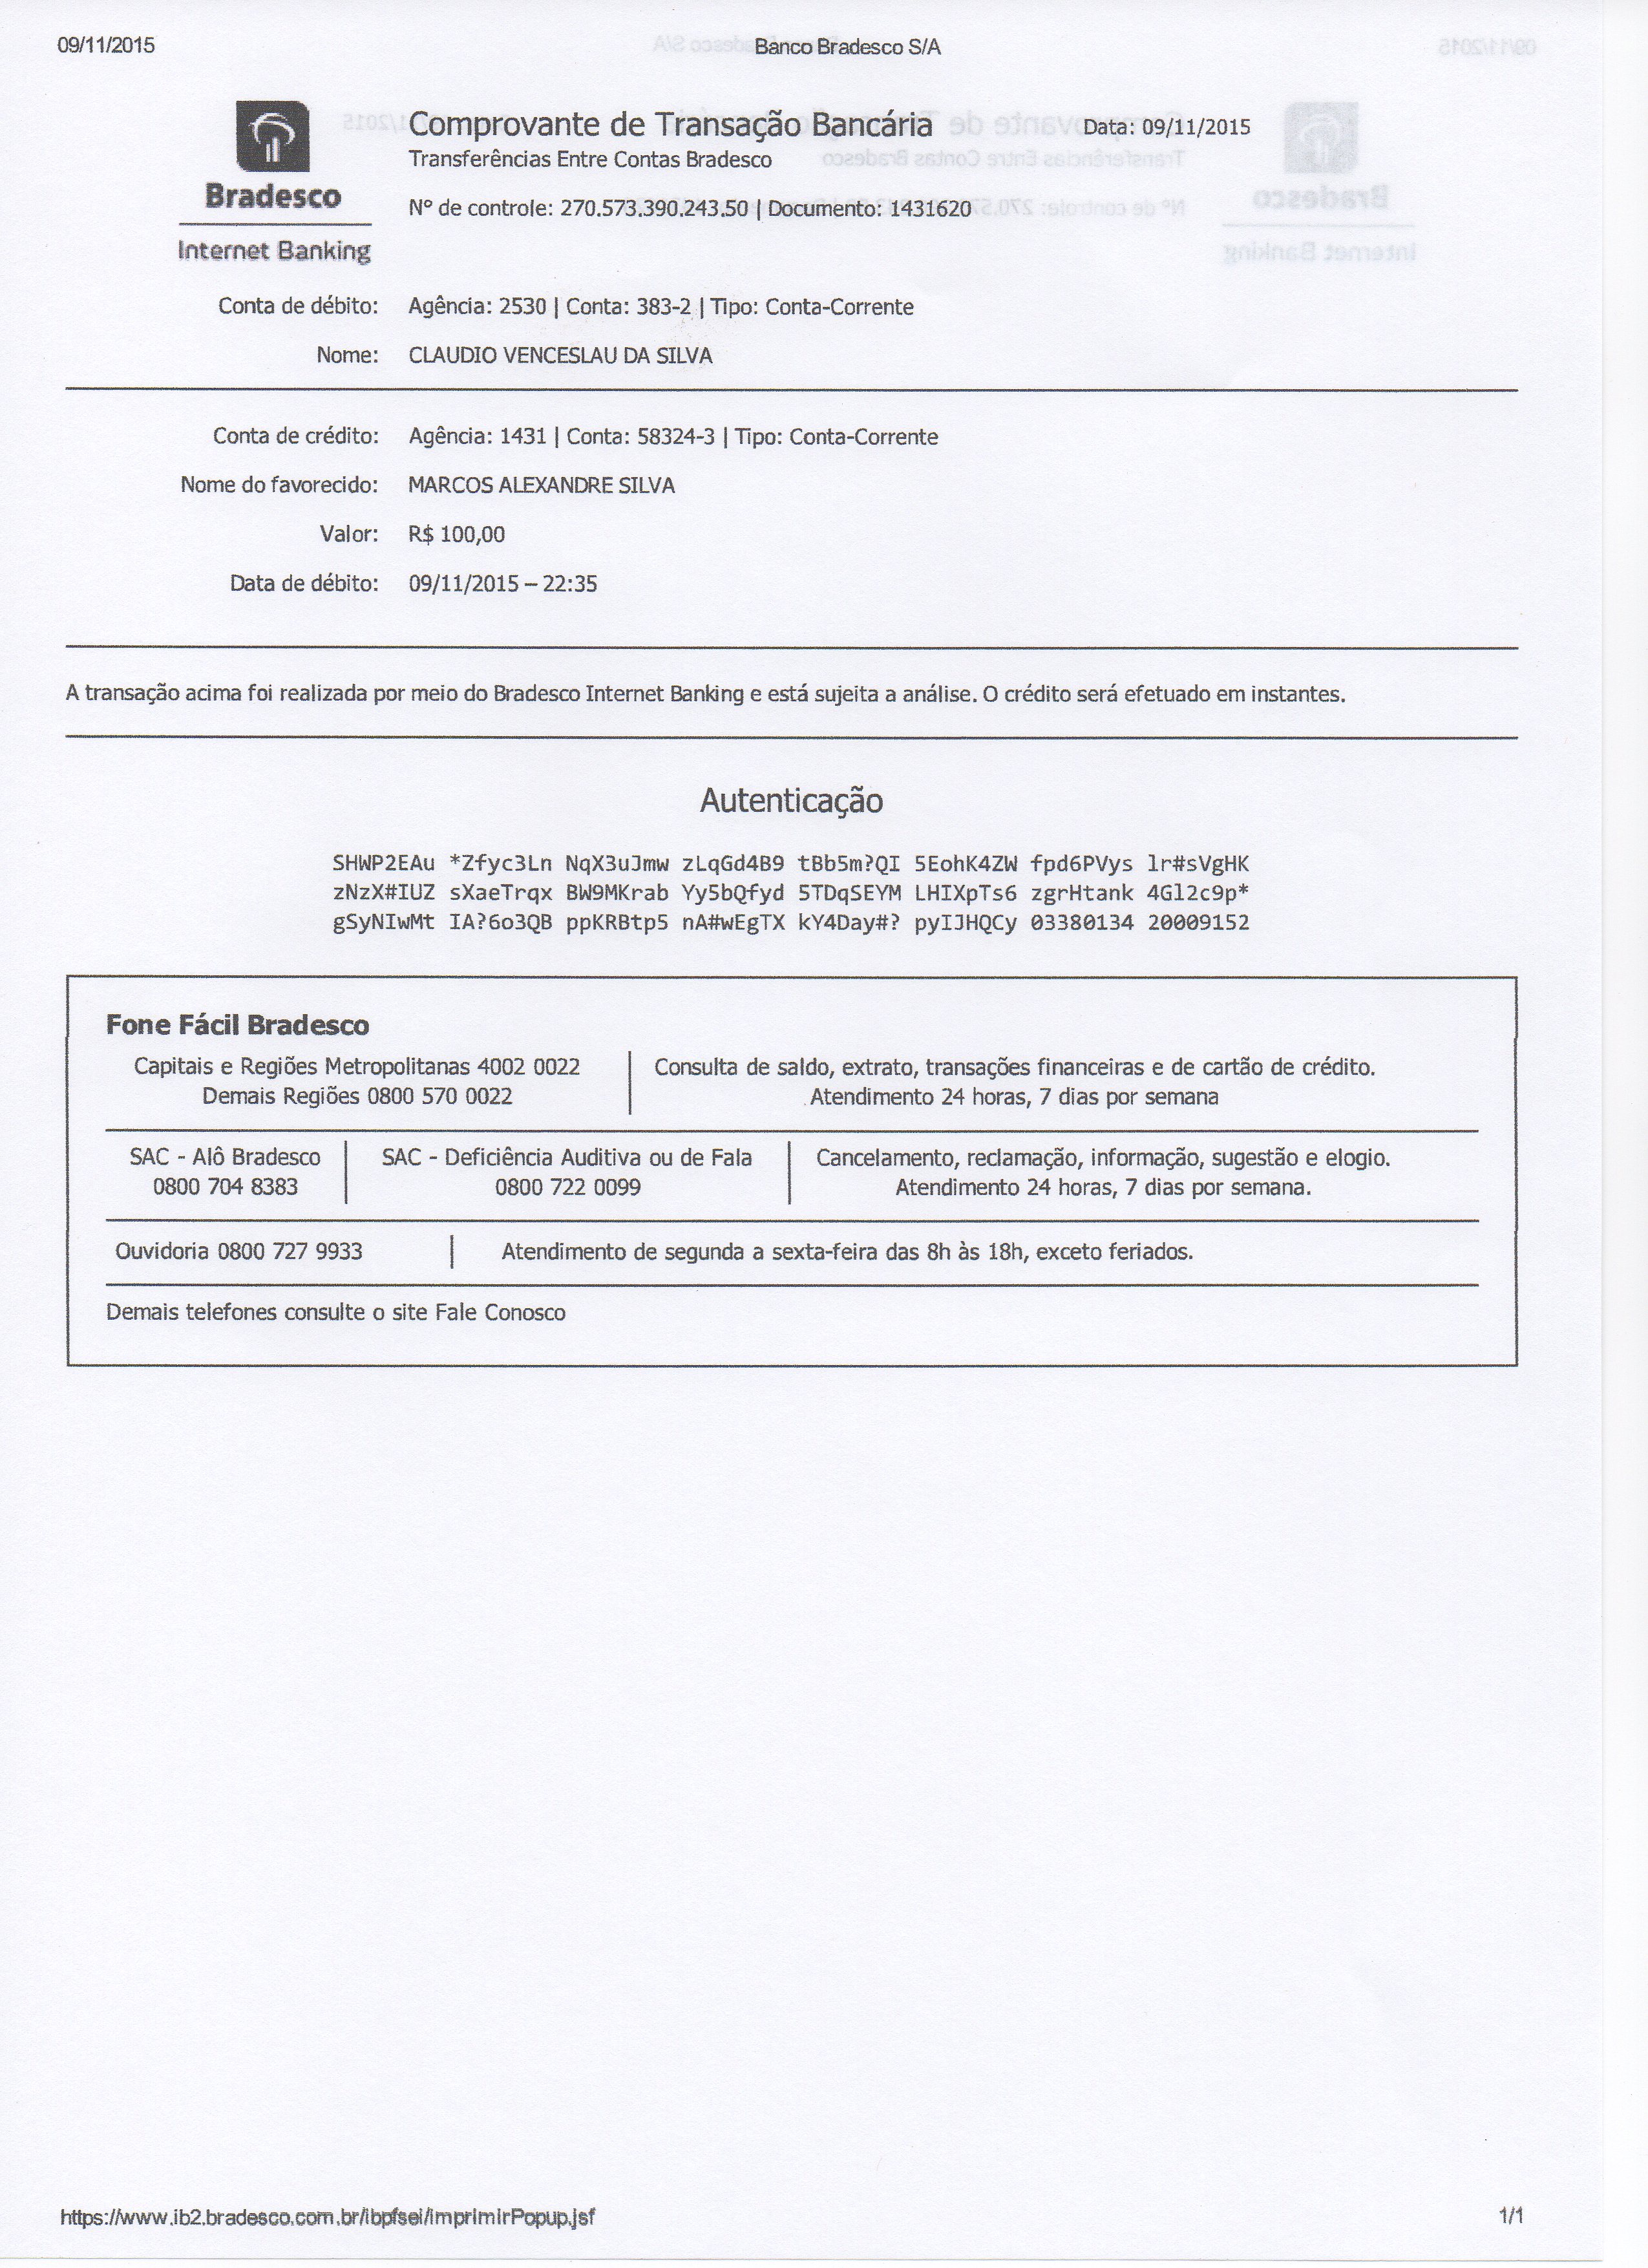 09/11/2015 Banco Bradesco S/A
Comprovante de Transação Bancária Data: 09/11/2015
Transferências Entre Contas Bradesco
Bradesco
Nº de controle: 270.573.390.243.50 | Documento: 1431620
Internet Banking
Conta de débito: Agência: 2530 | Conta: 383-2 | Tipo: Conta-Corrente
Nome: CLAUDIO VENCESLAU DA SILVA
Conta de crédito: Agência: 1431 | Conta: 58324-3 | Tipo: Conta-Corrente
Nome do favorecido: MARCOS ALEXANDRE SILVA
Valor: R$ 100,00
Data de débito: 09/11/2015 – 22:35
A transação acima foi realizada por meio do Bradesco Internet Banking e está sujeita a análise. O crédito será efetuado em instantes.
Autenticação
SHWP2EAu *Zfyc3Ln NqX3uJmw zLqGd4B9 tBb5m?QI 5EohK4ZW fpd6PVys lr#sVgHK
zNzX#IUZ sXaeTrqx BW9MKrab Yy5bQfyd 5TDqSEYM LHIXpTs6 zgrHtank 4Gl2c9p*
gSyNIwMt IA?6o3QB ppKRBtp5 nA#wEgTX kY4Day#? pyIJHQCy 03380134 20009152
Fone Fácil Bradesco
Capitais e Regiões Metropolitanas 4002 0022 Consulta de saldo, extrato, transações financeiras e de cartão de crédito.
Demais Regiões 0800 570 0022 Atendimento 24 horas, 7 dias por semana
SAC - Alô Bradesco SAC - Deficiência Auditiva ou de Fala Cancelamento, reclamação, informação, sugestão e elogio.
0800 704 8383 0800 722 0099 Atendimento 24 horas, 7 dias por semana.
Ouvidoria 0800 727 9933 Atendimento de segunda a sexta-feira das 8h às 18h, exceto feriados.
Demais telefones consulte o site Fale Conosco
https://www.ib2.bradesco.com.br/ibpfsei/imprimirPopup.jsf 1/1